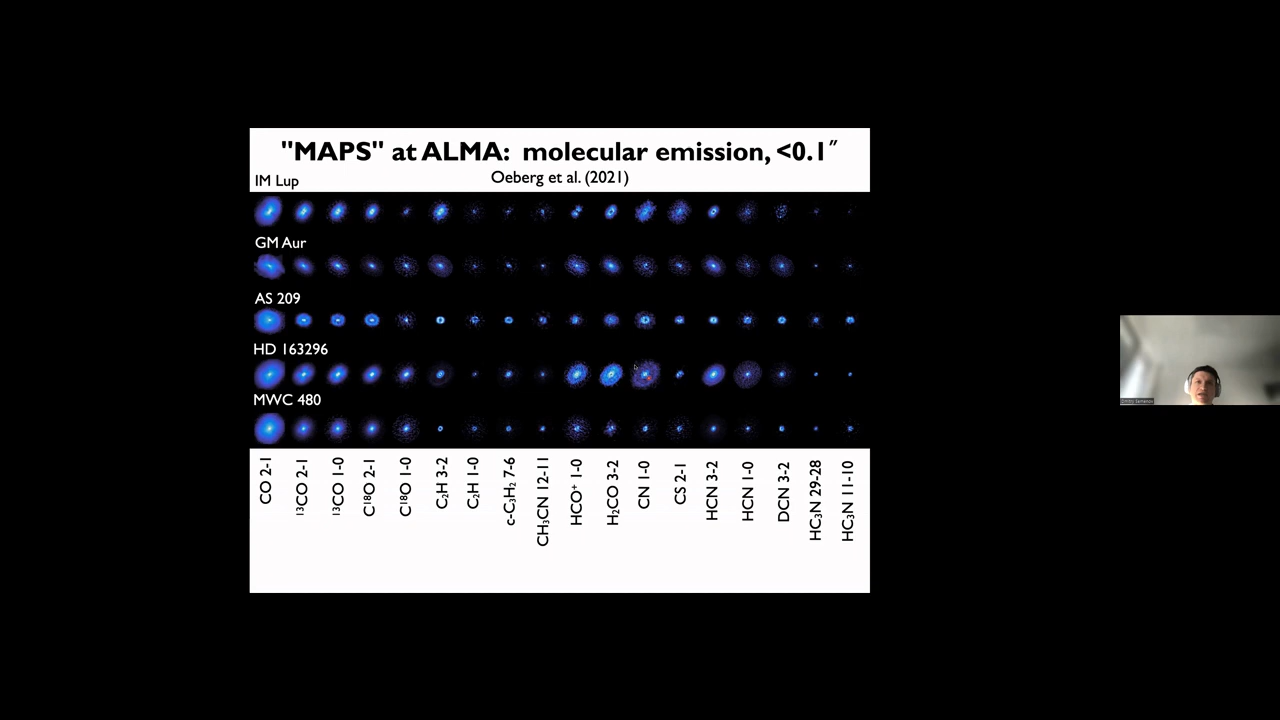 "MAPS" at ALMA: molecular emission, <0.1″
Oeberg et al. (2021)
IM Lup
GM Aur
AS 209
HD 163296
MWC 480
CO 2-1
¹³CO 2-1
¹³CO 1-0
C¹⁸O 2-1
C¹⁸O 1-0
C₂H 3-2
C₂H 1-0
c-C₃H₂ 7-6
CH₃CN 12-11
HCO⁺ 1-0
H₂CO 3-2
CN 1-0
CS 2-1
HCN 3-2
HCN 1-0
DCN 3-2
HC₃N 29-28
HC₃N 11-10
Dmitry Semenov